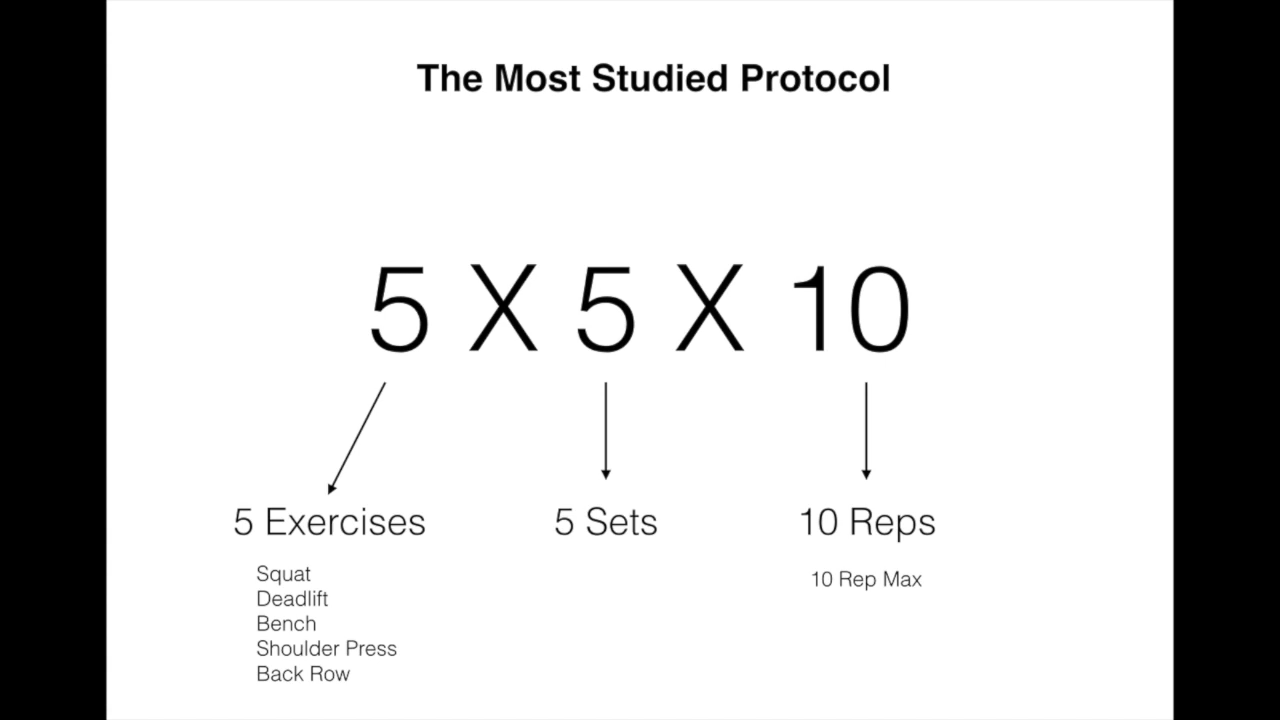 The Most Studied Protocol
5 X 5 X 10
5 Exercises
Squat
Deadlift
Bench
Shoulder Press
Back Row
5 Sets
10 Reps
10 Rep Max